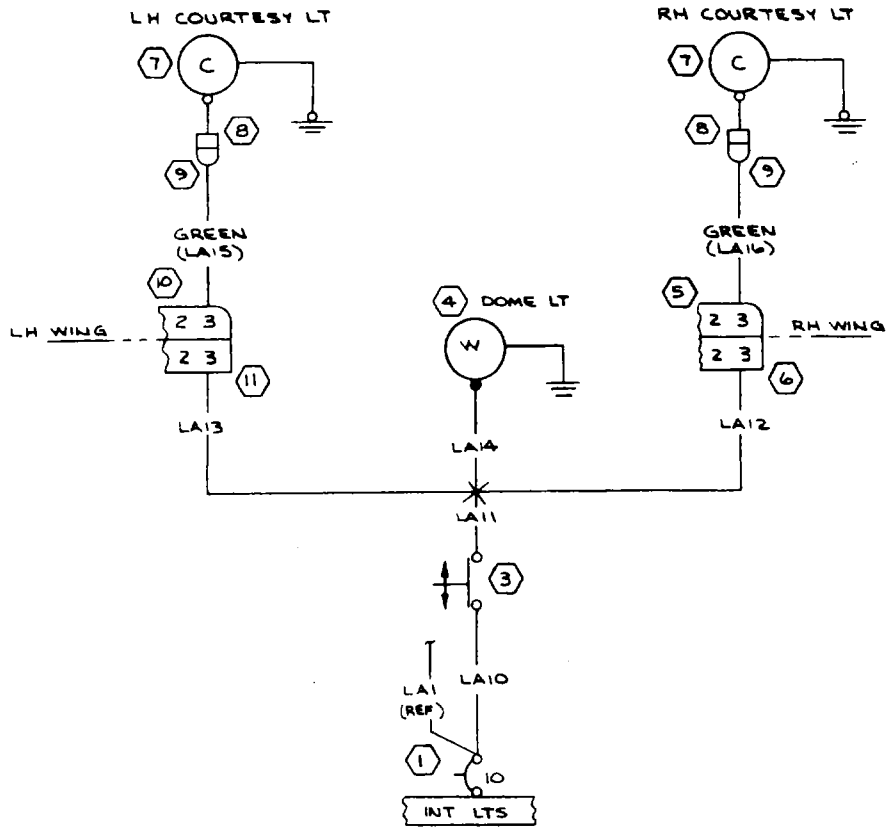 LH COURTESY LT
RH COURTESY LT
7
C
7
C
8
8
9
9
GREEN
(LA15)
GREEN
(LA16)
10
4
DOME LT
5
2 3
2 3
LH WING
W
RH WING
2 3
2 3
11
6
LA13
LA14
LA12
LA11
3
LA10
LA1
(REF)
1
10
INT LTS